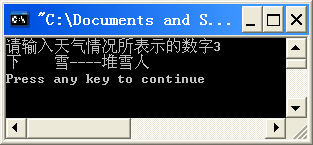 "C:\Documents and S...
请输入天气情况所表示的数字3
下　　雪----堆雪人
Press any key to continue